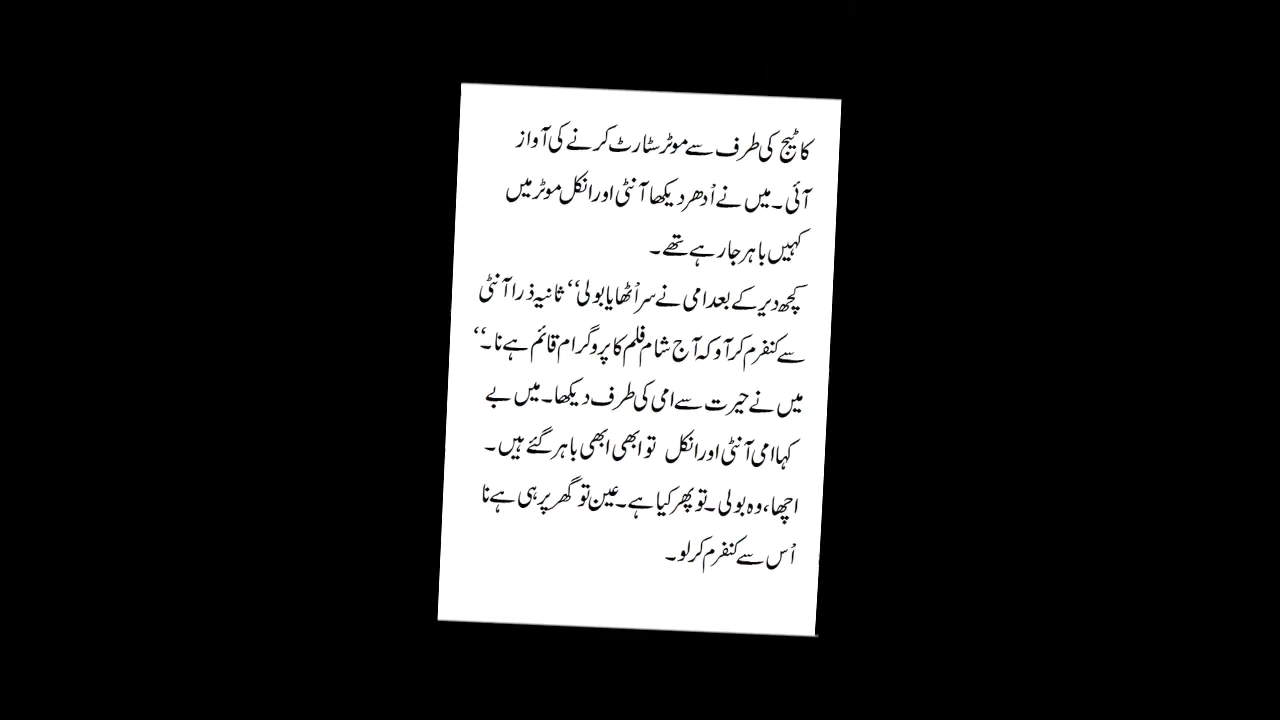 کاٹیج کی طرف سے موٹر سٹارٹ کرنے کی آواز
آئی ۔ میں نے اُدھر دیکھا آنٹی اور انکل موٹر میں
کہیں باہر جا رہے تھے ۔
کچھ دیر کے بعد امی نے سر اُٹھایا بولی‘‘ ثانیہ ذرا آنٹی
سے کنفرم کر آو کہ آج شام فلم کا پروگرام قائم ہے نا ۔‘‘
میں نے حیرت سے امی کی طرف دیکھا۔ میں بے
کہا امی آنٹی اور انکل تو ابھی ابھی باہر گئے ہیں ۔
اچھا، وہ بولی ۔ تو پھر کیا ہے ۔ عین تو گھر پر ہی ہے نا
اُس سے کنفرم کر لو ۔